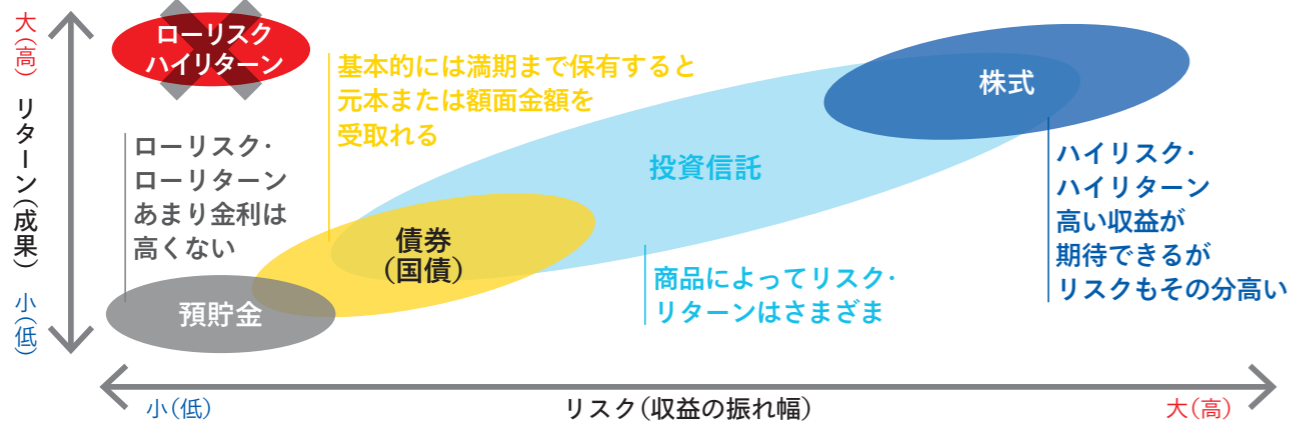 大(高)
リターン(成果)
小(低)
ローリスク
ハイリターン
ローリスク・
ローリターン
あまり金利は
高くない
預貯金
基本的には満期まで保有すると
元本または額面金額を
受取れる
債券
(国債)
投資信託
商品によってリスク・
リターンはさまざま
株式
ハイリスク・
ハイリターン
高い収益が
期待できるが
リスクもその分高い
小(低)
リスク(収益の振れ幅)
大(高)